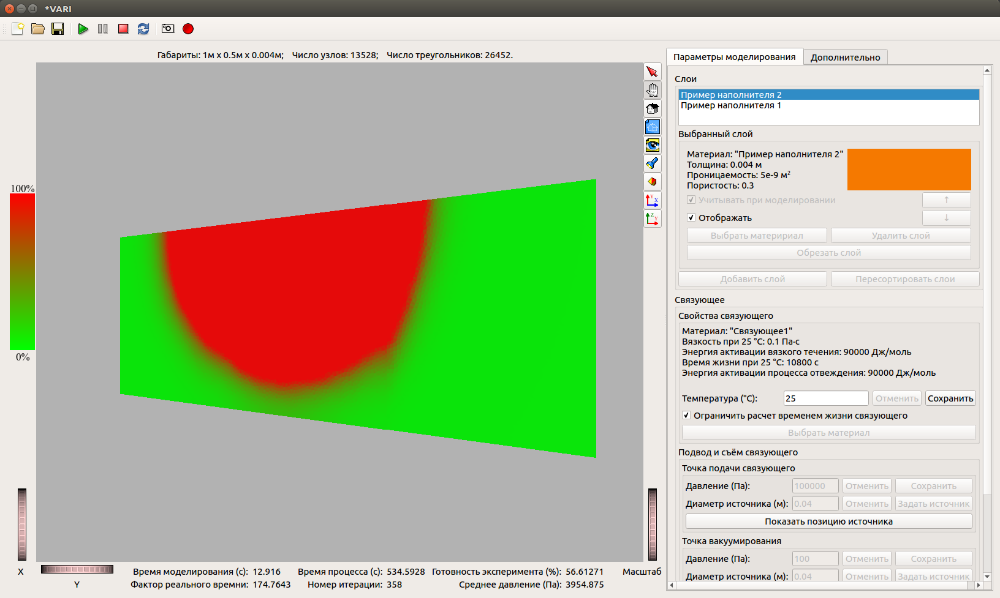 *VARI
Габариты: 1м x 0.5м x 0.004м; Число узлов: 13528; Число треугольников: 26452.
100%
0%
X
Y
Y
X
Z
Y
Масштаб
Время моделирования (с): 12.916 Время процесса (с): 534.5928 Готовность эксперимента (%): 56.61271
Фактор реального времни: 174.7643 Номер итерации: 358 Среднее давление (Па): 3954.875
Параметры моделирования Дополнительно
Слои
Пример наполнителя 2
Пример наполнителя 1
Выбранный слой
Материал: "Пример наполнителя 2"
Толщина: 0.004 м
Проницаемость: 5e-9 м²
Пористость: 0.3
Учитывать при моделировании ↑
Отображать ↓
Выбрать материриал Удалить слой
Обрезать слой
Добавить слой Пересортировать слои
Связующее
Свойства связующего
Материал: "Связующее1"
Вязкость при 25 °C: 0.1 Па·с
Энергия активации вязкого течения: 90000 Дж/моль
Время жизни при 25 °C: 10800 с
Энергия активации процесса отвеждения: 90000 Дж/моль
Температура (°C): 25 Отменить Сохранить
Ограничить расчет временем жизни связующего
Выбрать материал
Подвод и съём связующего
Точка подачи связующего
Давление (Па): 100000 Отменить Сохранить
Диаметр источника (м): 0.04 Отменить Задать источник
Показать позицию источника
Точка вакуумирования
Давление (Па): 100 Отменить Сохранить
Диаметр источника (м): 0.04 Отменить Задать источник